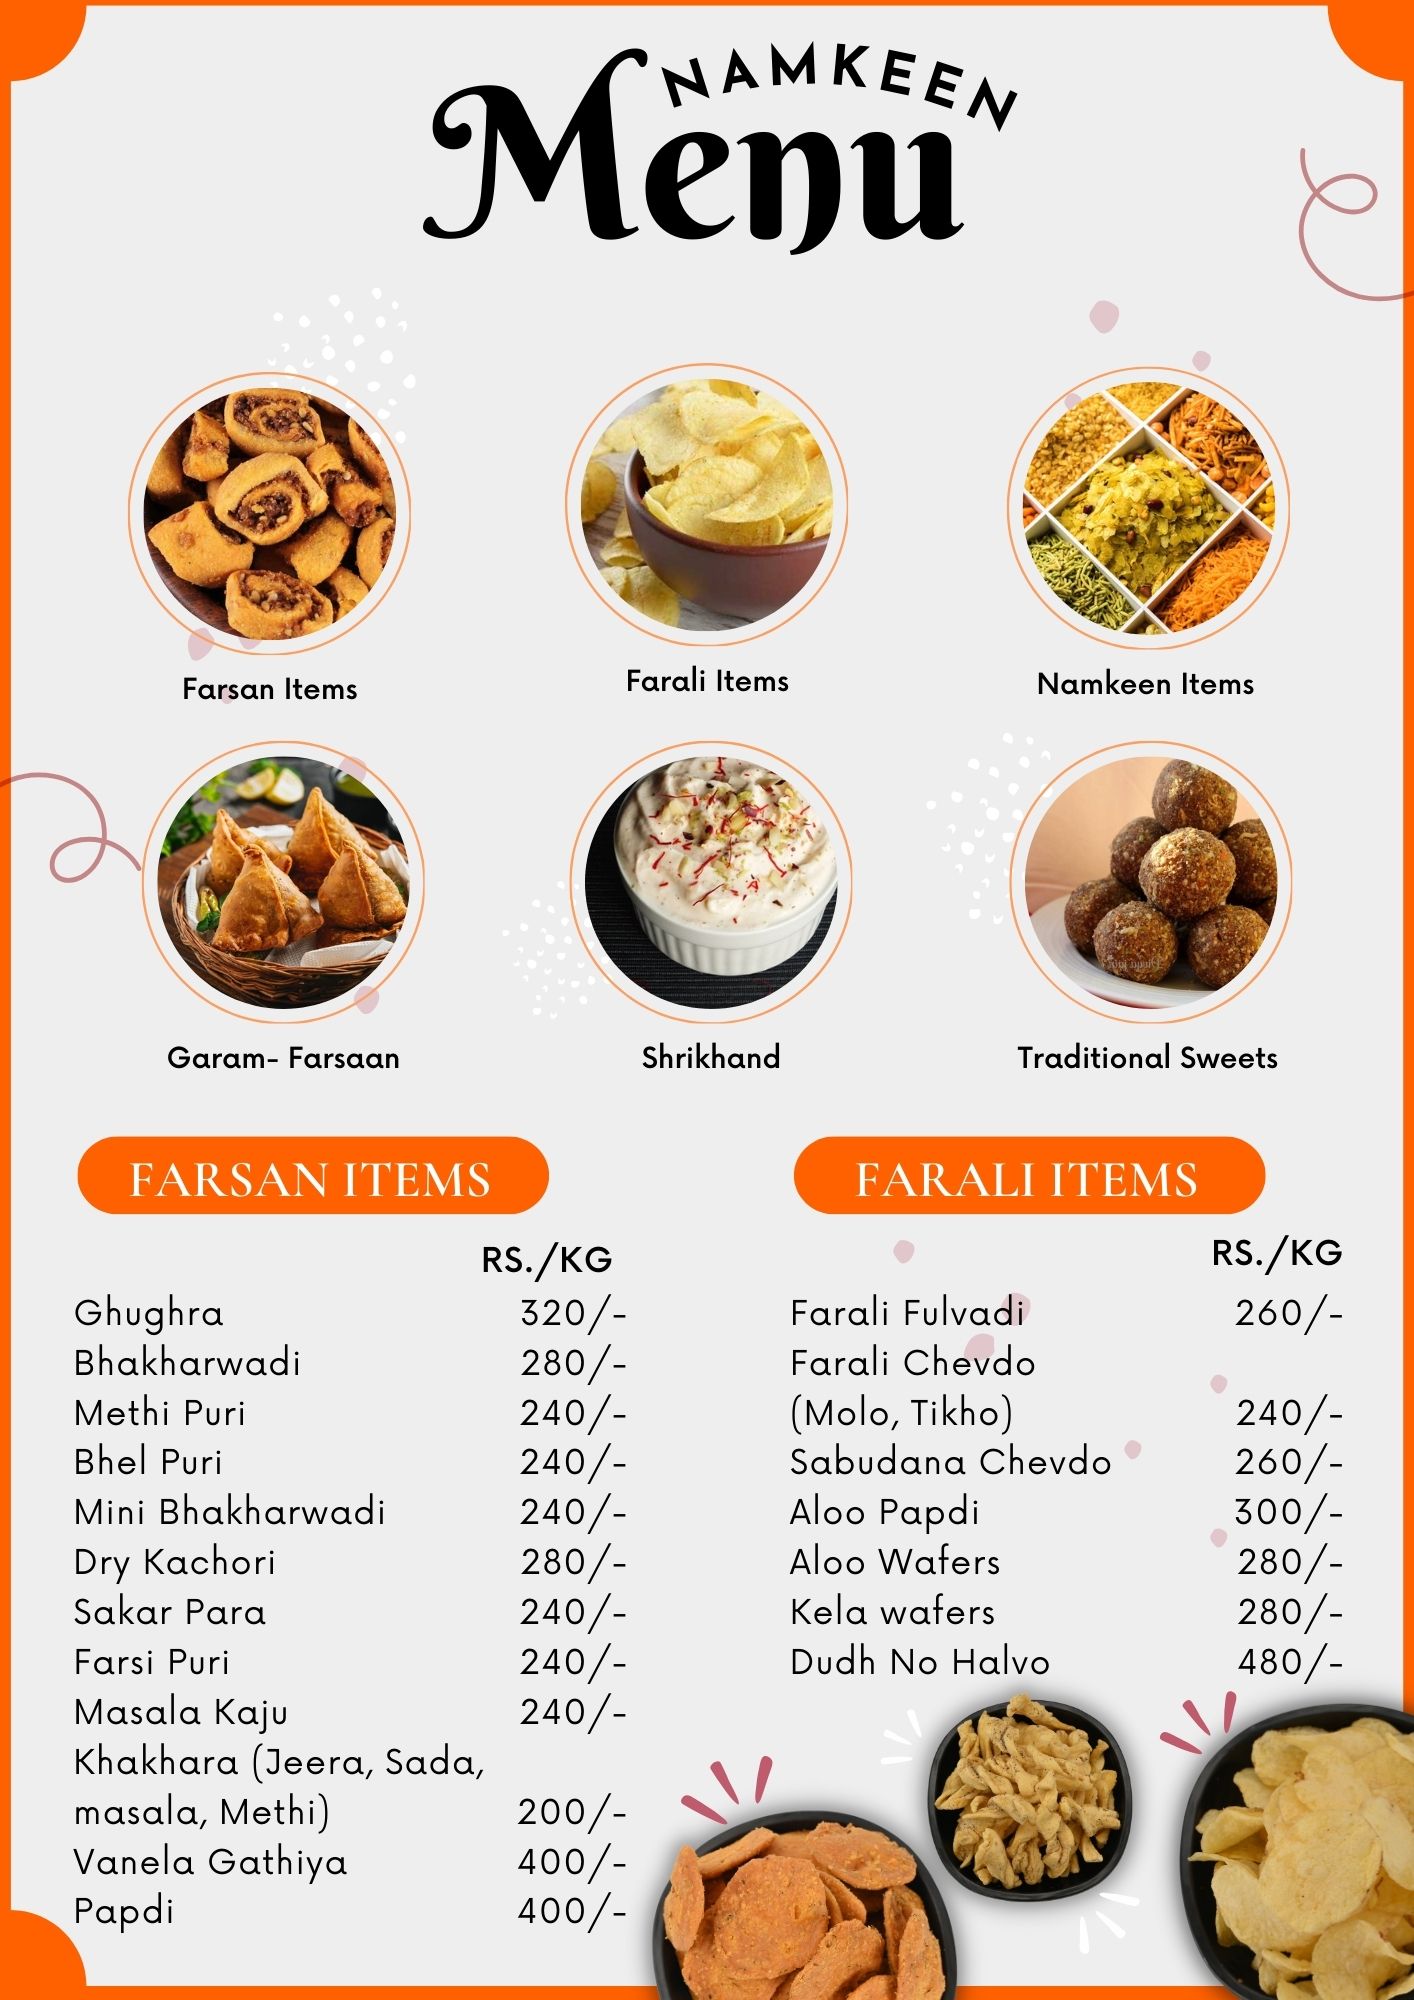 NAMKEEN
Menu
Farsan Items
Farali Items
Namkeen Items
Garam- Farsaan
Shrikhand
Traditional Sweets
FARSAN ITEMS
RS./KG
Ghughra 320/-
Bhakharwadi 280/-
Methi Puri 240/-
Bhel Puri 240/-
Mini Bhakharwadi 240/-
Dry Kachori 280/-
Sakar Para 240/-
Farsi Puri 240/-
Masala Kaju 240/-
Khakhara (Jeera, Sada,
masala, Methi) 200/-
Vanela Gathiya 400/-
Papdi 400/-
FARALI ITEMS
RS./KG
Farali Fulvadi 260/-
Farali Chevdo
(Molo, Tikho) 240/-
Sabudana Chevdo 260/-
Aloo Papdi 300/-
Aloo Wafers 280/-
Kela wafers 280/-
Dudh No Halvo 480/-